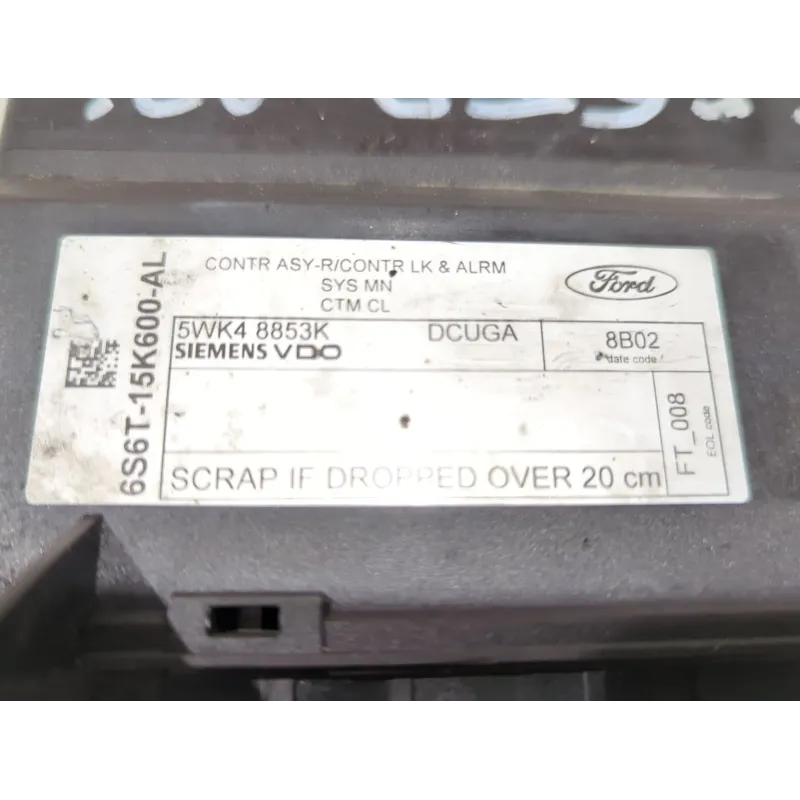 CONTR ASY-R/CONTR LK & ALRM
SYS MN
CTM CL
Ford
6S6T-15K600-AL
5WK4 8853K DCUGA
SIEMENS VDO
8B02
date code
FT_008
EOL code
SCRAP IF DROPPED OVER 20 cm